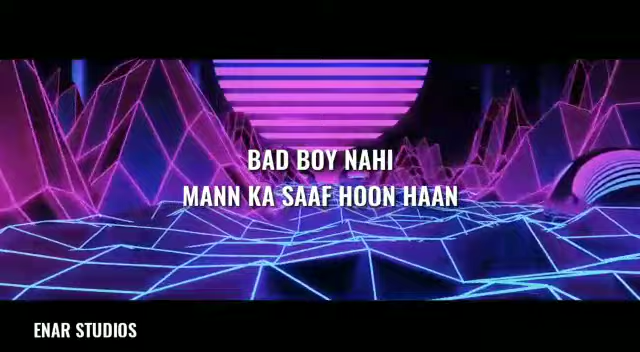 BAD BOY NAHI
MANN KA SAAF HOON HAAN
ENAR STUDIOS